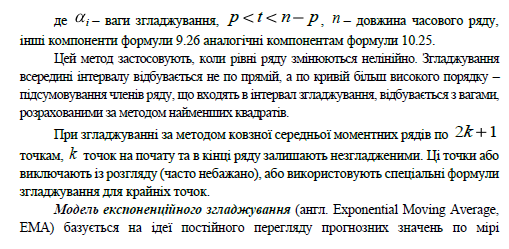 де α i – ваги згладжування, p < t < n − p, n – довжина часового ряду,
інші компоненти формули 9.26 аналогічні компонентам формули 10.25.
Цей метод застосовують, коли рівні ряду змінюються нелінійно. Згладжування
всередині інтервалу відбувається не по прямій, а по кривій більш високого порядку –
підсумовування членів ряду, що входять в інтервал згладжування, відбувається з вагами,
розрахованими за методом найменших квадратів.
При згладжуванні за методом ковзної середньої моментних рядів по 2k + 1
точкам, k точок на початку та в кінці ряду залишають незгладженими. Ці точки або
виключають із розгляду (часто небажано), або використовують спеціальні формули
згладжування для крайніх точок.
Модель експоненційного згладжування (англ. Exponential Moving Average,
EMA) базується на ідеї постійного перегляду прогнозних значень по мірі